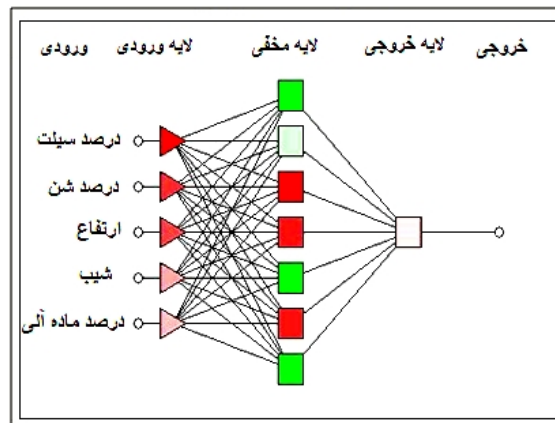 خروجی لایه خروجی لایه مخفی لایه ورودی ورودی
درصد سیلت
درصد شن
ارتفاع
شیب
درصد ماده آلی